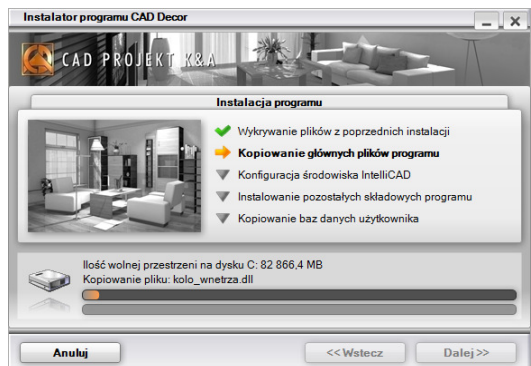 Instalator programu CAD Decor
CAD PROJEKT K&A
Instalacja programu
Wykrywanie plików z poprzednich instalacji
Kopiowanie głównych plików programu
Konfiguracja środowiska IntelliCAD
Instalowanie pozostałych składowych programu
Kopiowanie baz danych użytkownika
Ilość wolnej przestrzeni na dysku C: 82 866,4 MB
Kopiowanie pliku: kolo_wnetrza.dll
Anuluj
<< Wstecz
Dalej >>